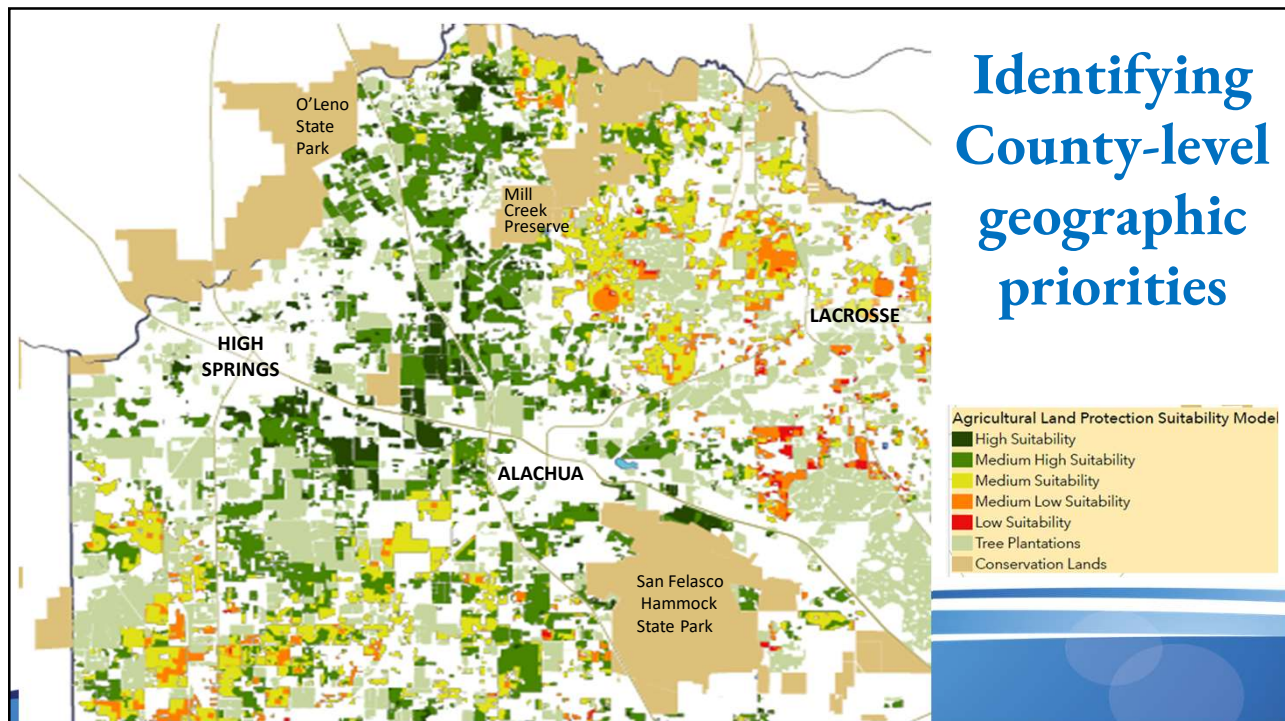 Identifying
County-level
geographic
priorities
O'Leno
State
Park
Mill
Creek
Preserve
LACROSSE
HIGH
SPRINGS
ALACHUA
San Felasco
Hammock
State Park
Agricultural Land Protection Suitability Model
High Suitability
Medium High Suitability
Medium Suitability
Medium Low Suitability
Low Suitability
Tree Plantations
Conservation Lands